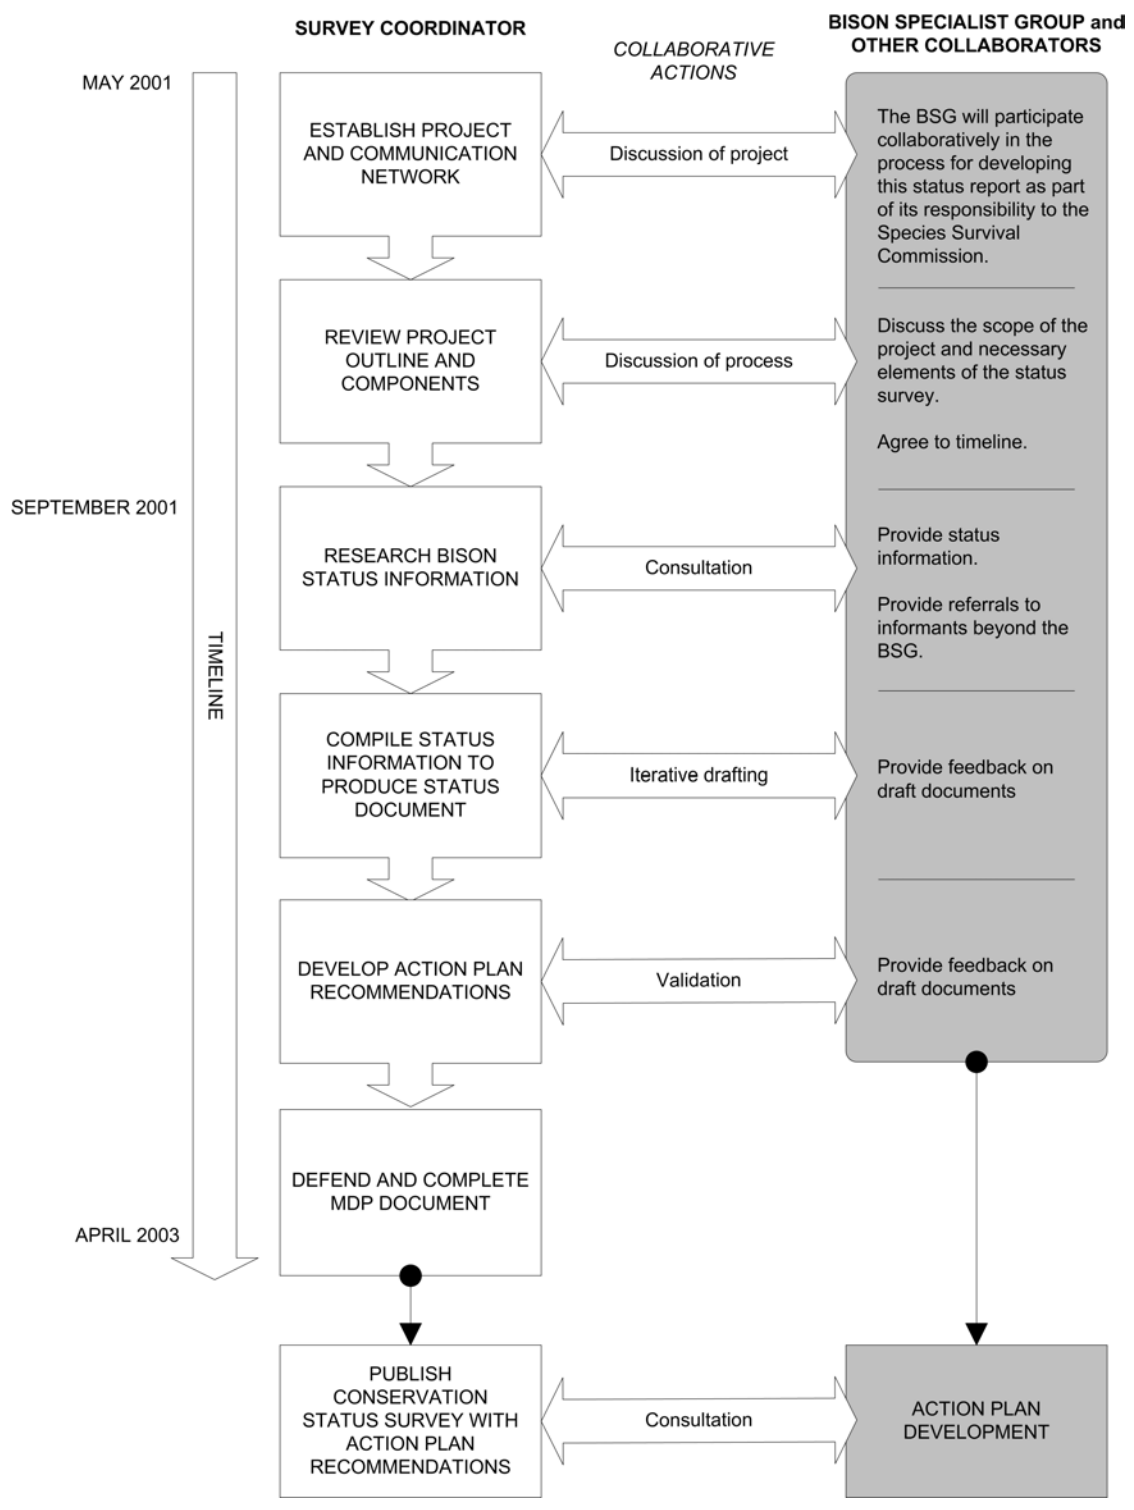 SURVEY COORDINATOR
COLLABORATIVE
ACTIONS
BISON SPECIALIST GROUP and
OTHER COLLABORATORS
MAY 2001
ESTABLISH PROJECT
AND COMMUNICATION
NETWORK
Discussion of project
The BSG will participate
collaboratively in the
process for developing
this status report as part
of its responsibility to the
Species Survival
Commission.
REVIEW PROJECT
OUTLINE AND
COMPONENTS
Discussion of process
Discuss the scope of the
project and necessary
elements of the status
survey.
Agree to timeline.
SEPTEMBER 2001
RESEARCH BISON
STATUS INFORMATION
Consultation
Provide status
information.
Provide referrals to
informants beyond the
BSG.
TIMELINE
COMPILE STATUS
INFORMATION TO
PRODUCE STATUS
DOCUMENT
Iterative drafting
Provide feedback on
draft documents
DEVELOP ACTION PLAN
RECOMMENDATIONS
Validation
Provide feedback on
draft documents
DEFEND AND COMPLETE
MDP DOCUMENT
APRIL 2003
PUBLISH
CONSERVATION
STATUS SURVEY WITH
ACTION PLAN
RECOMMENDATIONS
Consultation
ACTION PLAN
DEVELOPMENT